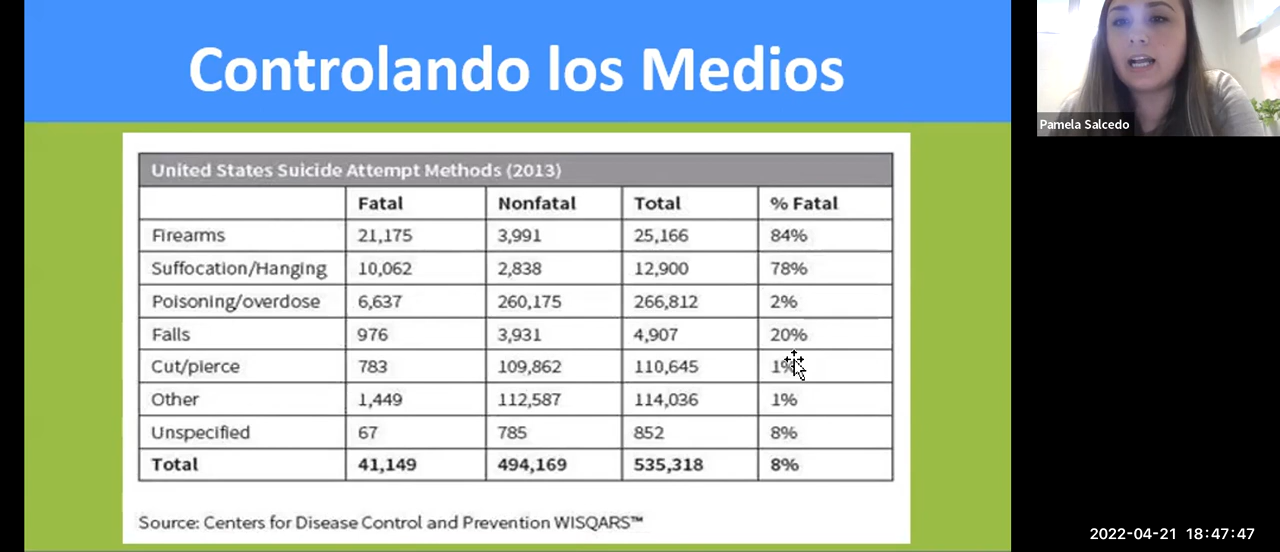 Controlando los Medios
United States Suicide Attempt Methods (2013)
Fatal Nonfatal Total % Fatal
Firearms 21,175 3,991 25,166 84%
Suffocation/Hanging 10,062 2,838 12,900 78%
Poisoning/overdose 6,637 260,175 266,812 2%
Falls 976 3,931 4,907 20%
Cut/pierce 783 109,862 110,645 1%
Other 1,449 112,587 114,036 1%
Unspecified 67 785 852 8%
Total 41,149 494,169 535,318 8%
Source: Centers for Disease Control and Prevention WISQARS™
Pamela Salcedo
2022-04-21 18:47:47